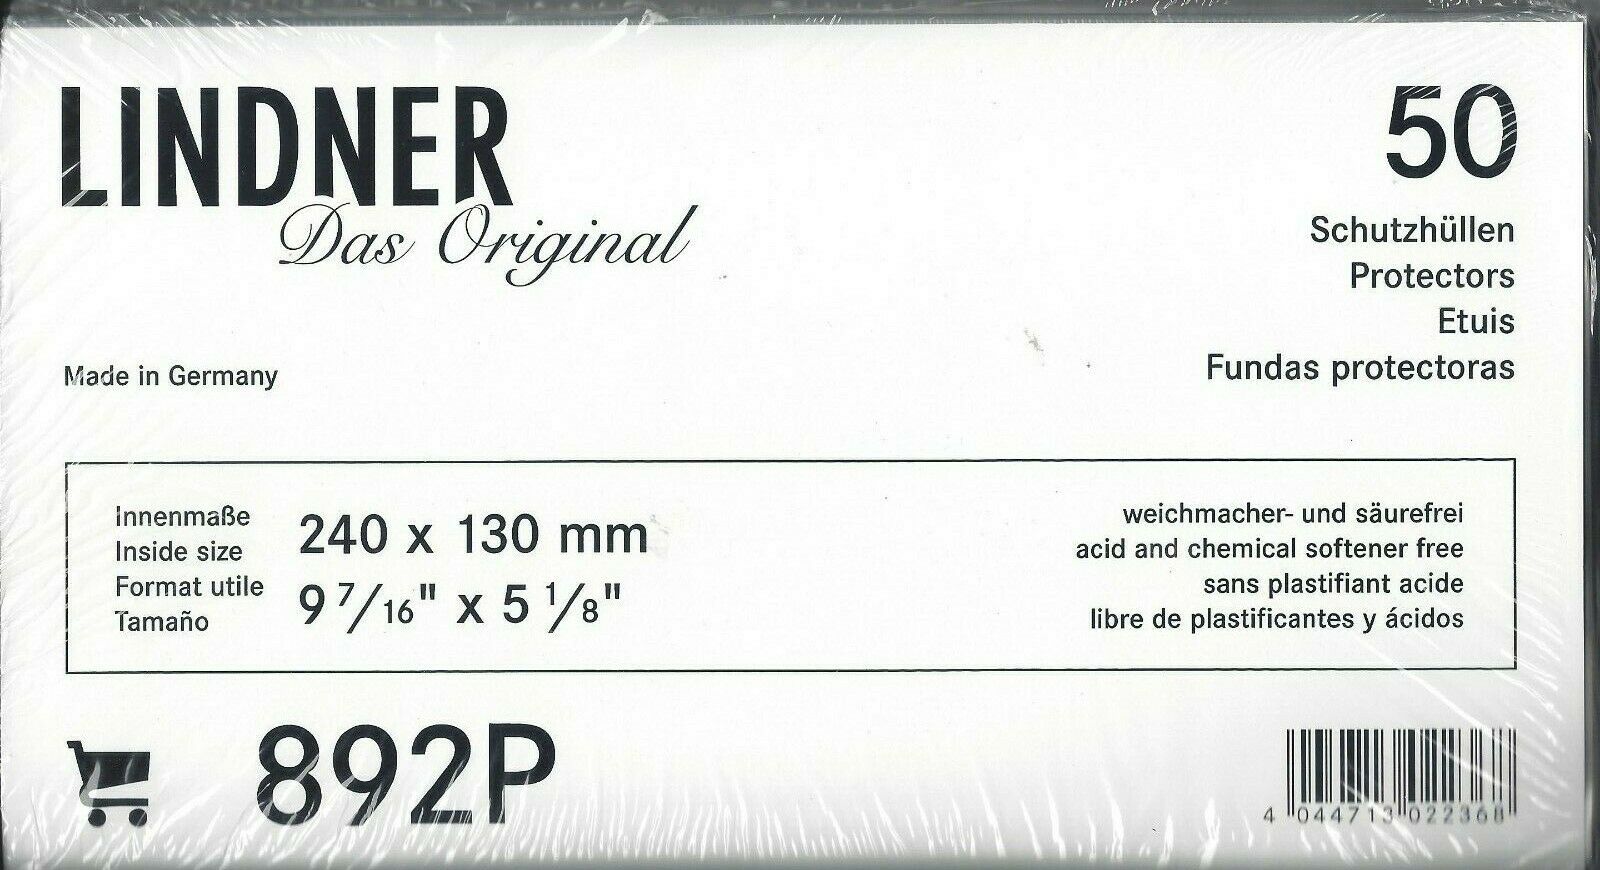 LINDNER
Das Original
50
Schutzhüllen
Protectors
Etuis
Fundas protectoras
Made in Germany
Innenmaße
Inside size
Format utile
Tamaño
240 x 130 mm
9 7/16" x 5 1/8"
weichmacher- und säurefrei
acid and chemical softener free
sans plastifiant acide
libre de plastificantes y ácidos
892P
4 044713 022368